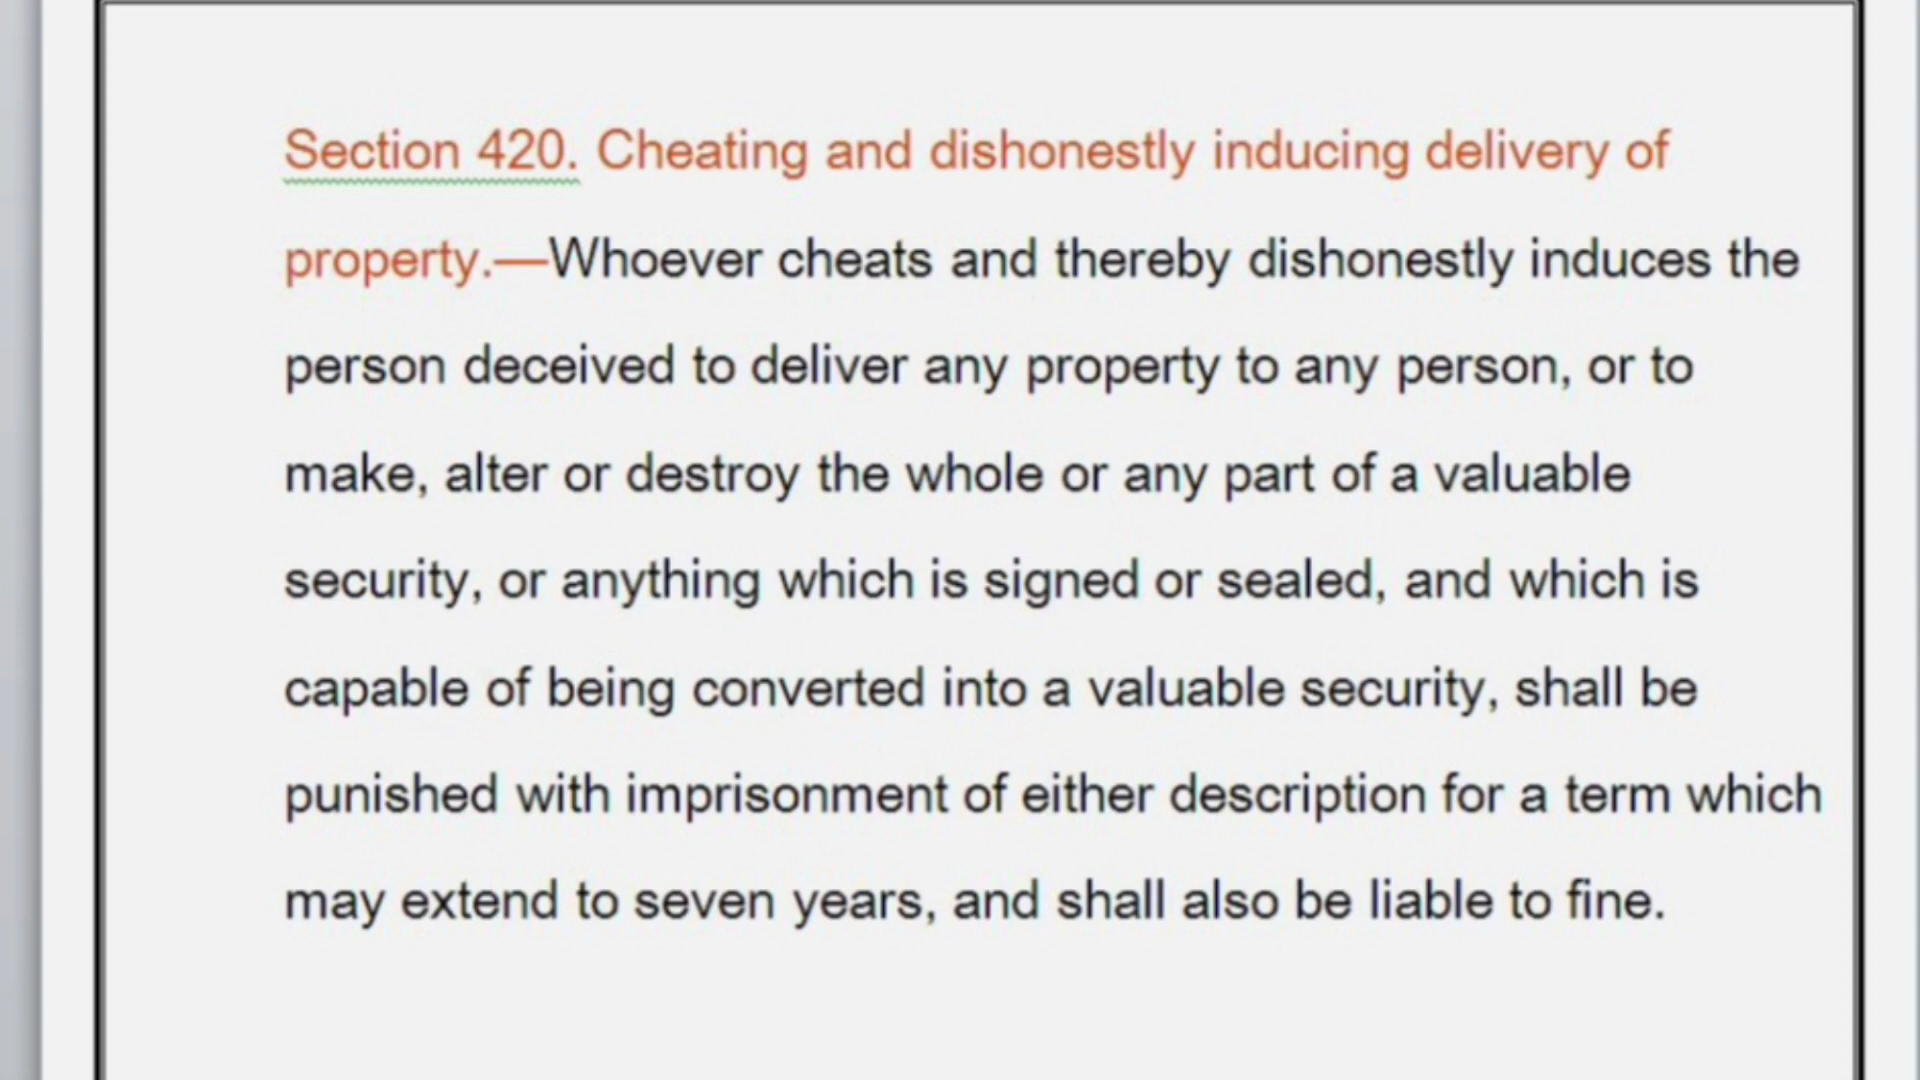 Section 420. Cheating and dishonestly inducing delivery of
property.—Whoever cheats and thereby dishonestly induces the
person deceived to deliver any property to any person, or to
make, alter or destroy the whole or any part of a valuable
security, or anything which is signed or sealed, and which is
capable of being converted into a valuable security, shall be
punished with imprisonment of either description for a term which
may extend to seven years, and shall also be liable to fine.